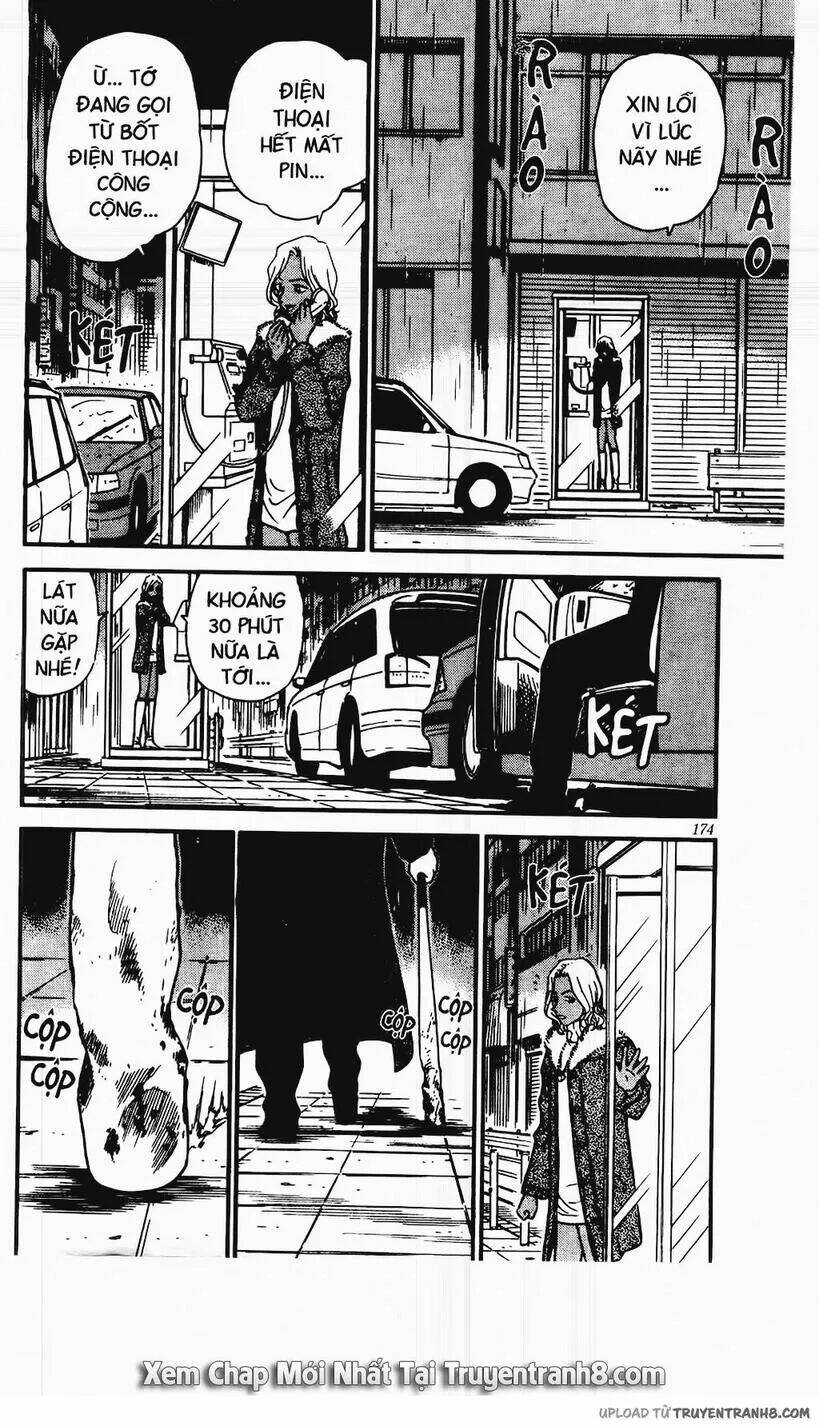 RÀO
XIN LỖI
VÌ LÚC
NÃY NHÉ
...
RÀO
ĐIỆN
THOẠI
HẾT MẤT
PIN...
Ừ... TỚ
ĐANG GỌI
TỪ BỐT
ĐIỆN THOẠI
CÔNG
CỘNG...
KÉT
KHOẢNG
30 PHÚT
NỮA LÀ
TỚI...
LÁT
NỮA
GẶP
NHÉ!
KÉT
174
KÉT
CỘP
CỘP
CỘP
CỘP
CỘP
CỘP
Xem Chap Mới Nhất Tại Truyentranh8.com
UPLOAD TỪ TRUYENTRANH8.COM